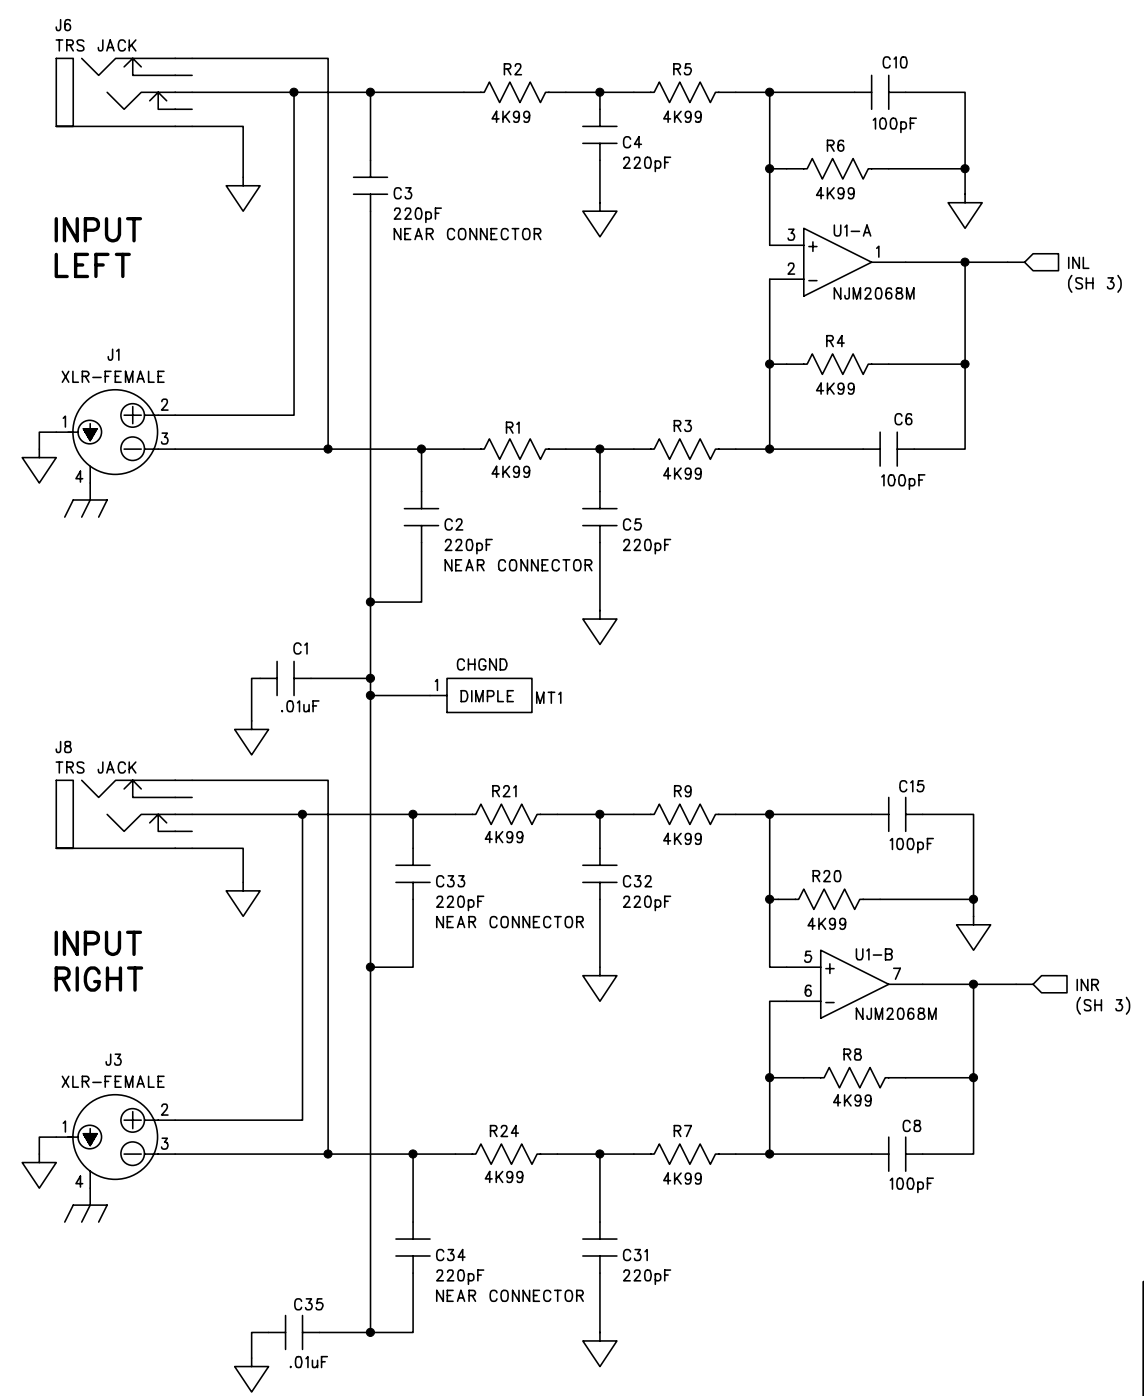 J6
TRS JACK
R2
4K99
R5
4K99
C10
100pF
C4
220pF
R6
4K99
C3
220pF
NEAR CONNECTOR
INPUT
LEFT
3
+
2
-
U1-A
1
NJM2068M
INL
(SH 3)
J1
XLR-FEMALE
1
2
3
4
R4
4K99
R1
4K99
R3
4K99
C6
100pF
C2
220pF
NEAR CONNECTOR
C5
220pF
C1
.01uF
CHGND
1
DIMPLE
MT1
J8
TRS JACK
R21
4K99
R9
4K99
C15
100pF
C33
220pF
NEAR CONNECTOR
C32
220pF
R20
4K99
INPUT
RIGHT
5
+
6
-
U1-B
7
NJM2068M
INR
(SH 3)
J3
XLR-FEMALE
1
2
3
4
R8
4K99
R24
4K99
R7
4K99
C8
100pF
C34
220pF
NEAR CONNECTOR
C31
220pF
C35
.01uF